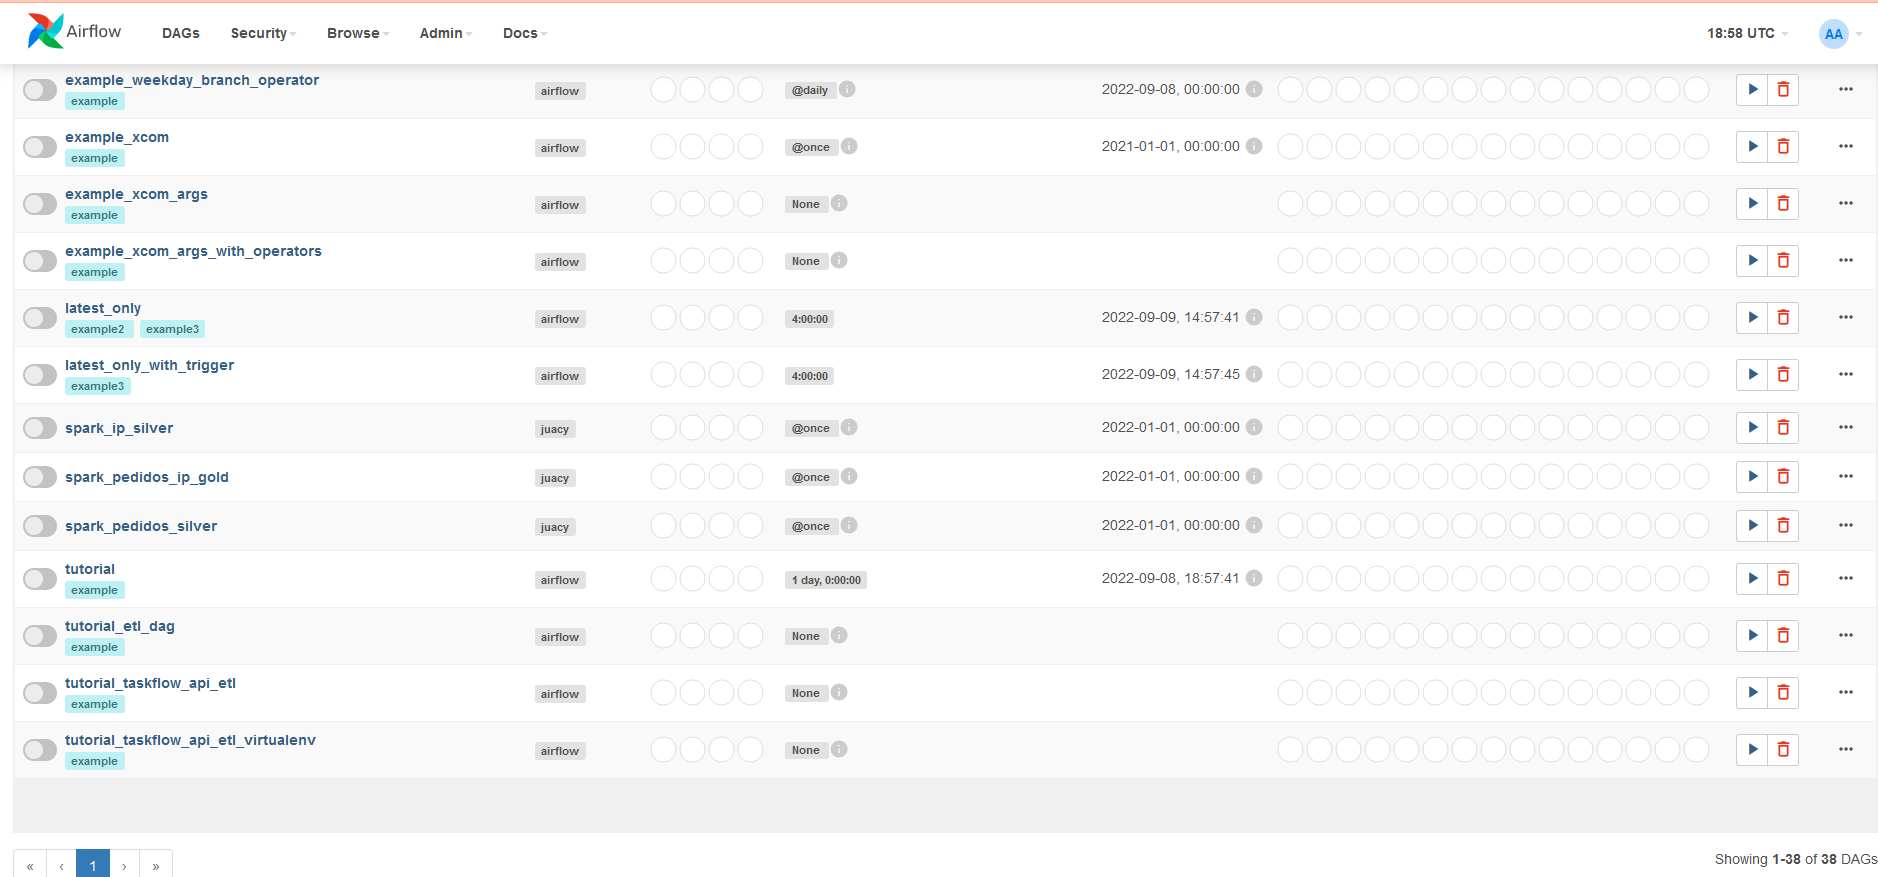 Airflow DAGs Security Browse Admin Docs 18:58 UTC AA
example_weekday_branch_operator
example airflow @daily 2022-09-08, 00:00:00
example_xcom
example airflow @once 2021-01-01, 00:00:00
example_xcom_args
example airflow None
example_xcom_args_with_operators
example airflow None
latest_only
example2 example3 airflow 4:00:00 2022-09-09, 14:57:41
latest_only_with_trigger
example3 airflow 4:00:00 2022-09-09, 14:57:45
spark_ip_silver juacy @once 2022-01-01, 00:00:00
spark_pedidos_ip_gold juacy @once 2022-01-01, 00:00:00
spark_pedidos_silver juacy @once 2022-01-01, 00:00:00
tutorial
example airflow 1 day, 0:00:00 2022-09-08, 18:57:41
tutorial_etl_dag
example airflow None
tutorial_taskflow_api_etl
example airflow None
tutorial_taskflow_api_etl_virtualenv
example airflow None
« ‹ 1 › » Showing 1-38 of 38 DAGs